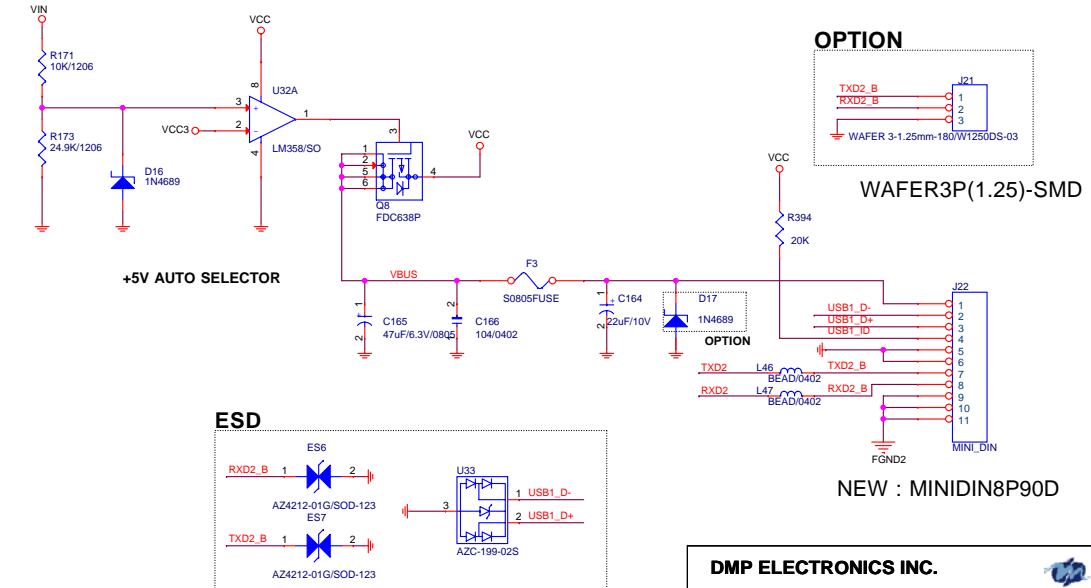 VIN
R171
10K/1206
R173
24.9K/1206
D16
1N4689
VCC
8
U32A
3
+
1
VCC3
2
-
4
LM358/SO
3
1
2
5
6
4
VCC
Q8
FDC638P
+5V AUTO SELECTOR
VBUS
F3
S0805FUSE
1
+
C165
2
47uF/6.3V/0805
2
C166
1
104/0402
1
+
C164
2
22uF/10V
D17
1N4689
OPTION
VCC
R394
20K
OPTION
J21
TXD2_B
1
RXD2_B
2
3
WAFER 3-1.25mm-180/W1250DS-03
WAFER3P(1.25)-SMD
J22
1
USB1_D-
2
USB1_D+
3
USB1_ID
4
5
6
TXD2
L46
TXD2_B
7
BEAD/0402
RXD2
L47
RXD2_B
8
BEAD/0402
9
10
11
MINI_DIN
FGND2
NEW : MINIDIN8P90D
ESD
ES6
RXD2_B
1
2
AZ4212-01G/SOD-123
ES7
TXD2_B
1
2
AZ4212-01G/SOD-123
U33
3
1
USB1_D-
2
USB1_D+
AZC-199-02S
DMP ELECTRONICS INC.